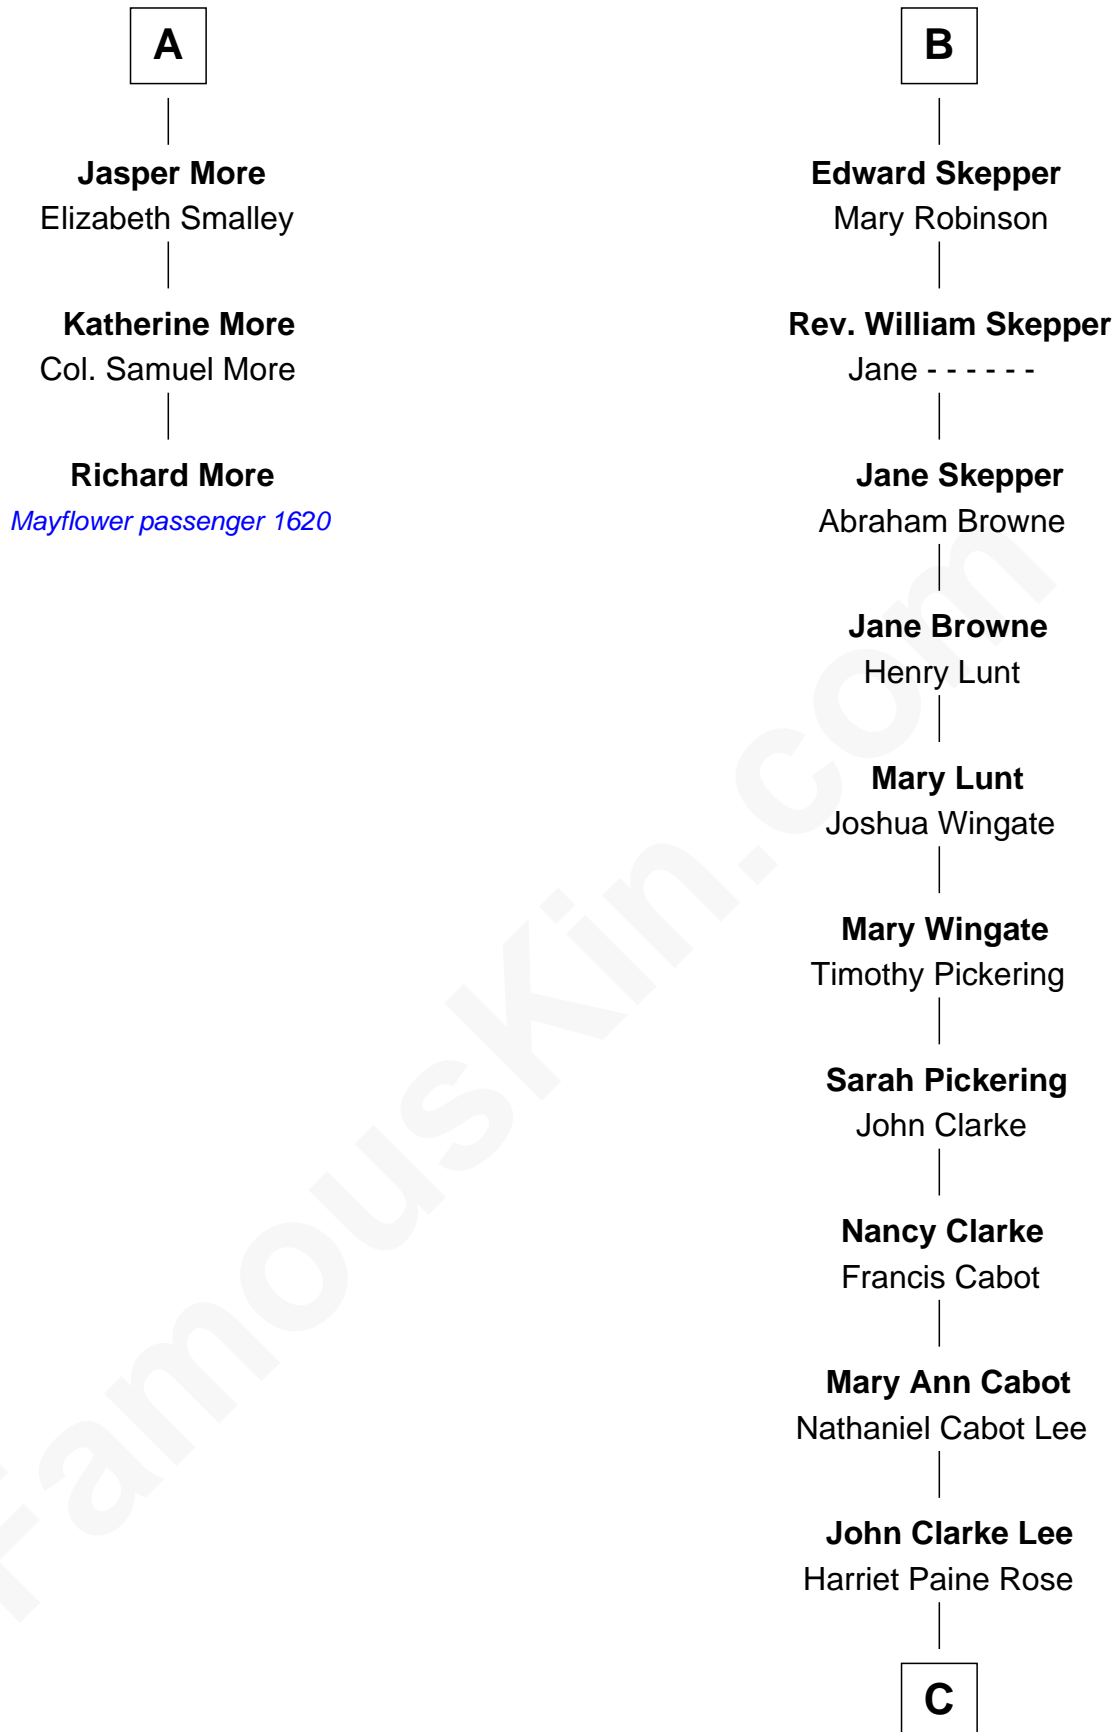 A
Jasper More
Elizabeth Smalley
Katherine More
Col. Samuel More
Richard More
Mayflower passenger 1620
B
Edward Skepper
Mary Robinson
Rev. William Skepper
Jane - - - - - -
Jane Skepper
Abraham Browne
Jane Browne
Henry Lunt
Mary Lunt
Joshua Wingate
Mary Wingate
Timothy Pickering
Sarah Pickering
John Clarke
Nancy Clarke
Francis Cabot
Mary Ann Cabot
Nathaniel Cabot Lee
John Clarke Lee
Harriet Paine Rose
C
FamousKin.com